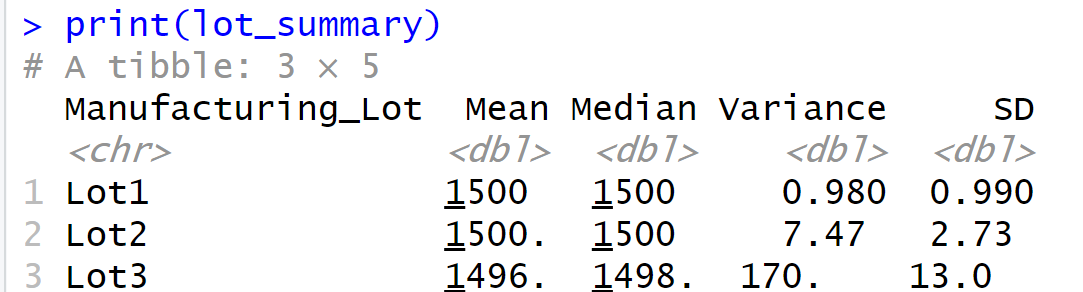 > print(lot_summary)
# A tibble: 3 × 5
  Manufacturing_Lot  Mean Median Variance     SD
  <chr>             <dbl>  <dbl>    <dbl>  <dbl>
1 Lot1              1500   1500     0.980  0.990
2 Lot2              1500.  1500     7.47   2.73
3 Lot3              1496.  1498.  170.    13.0